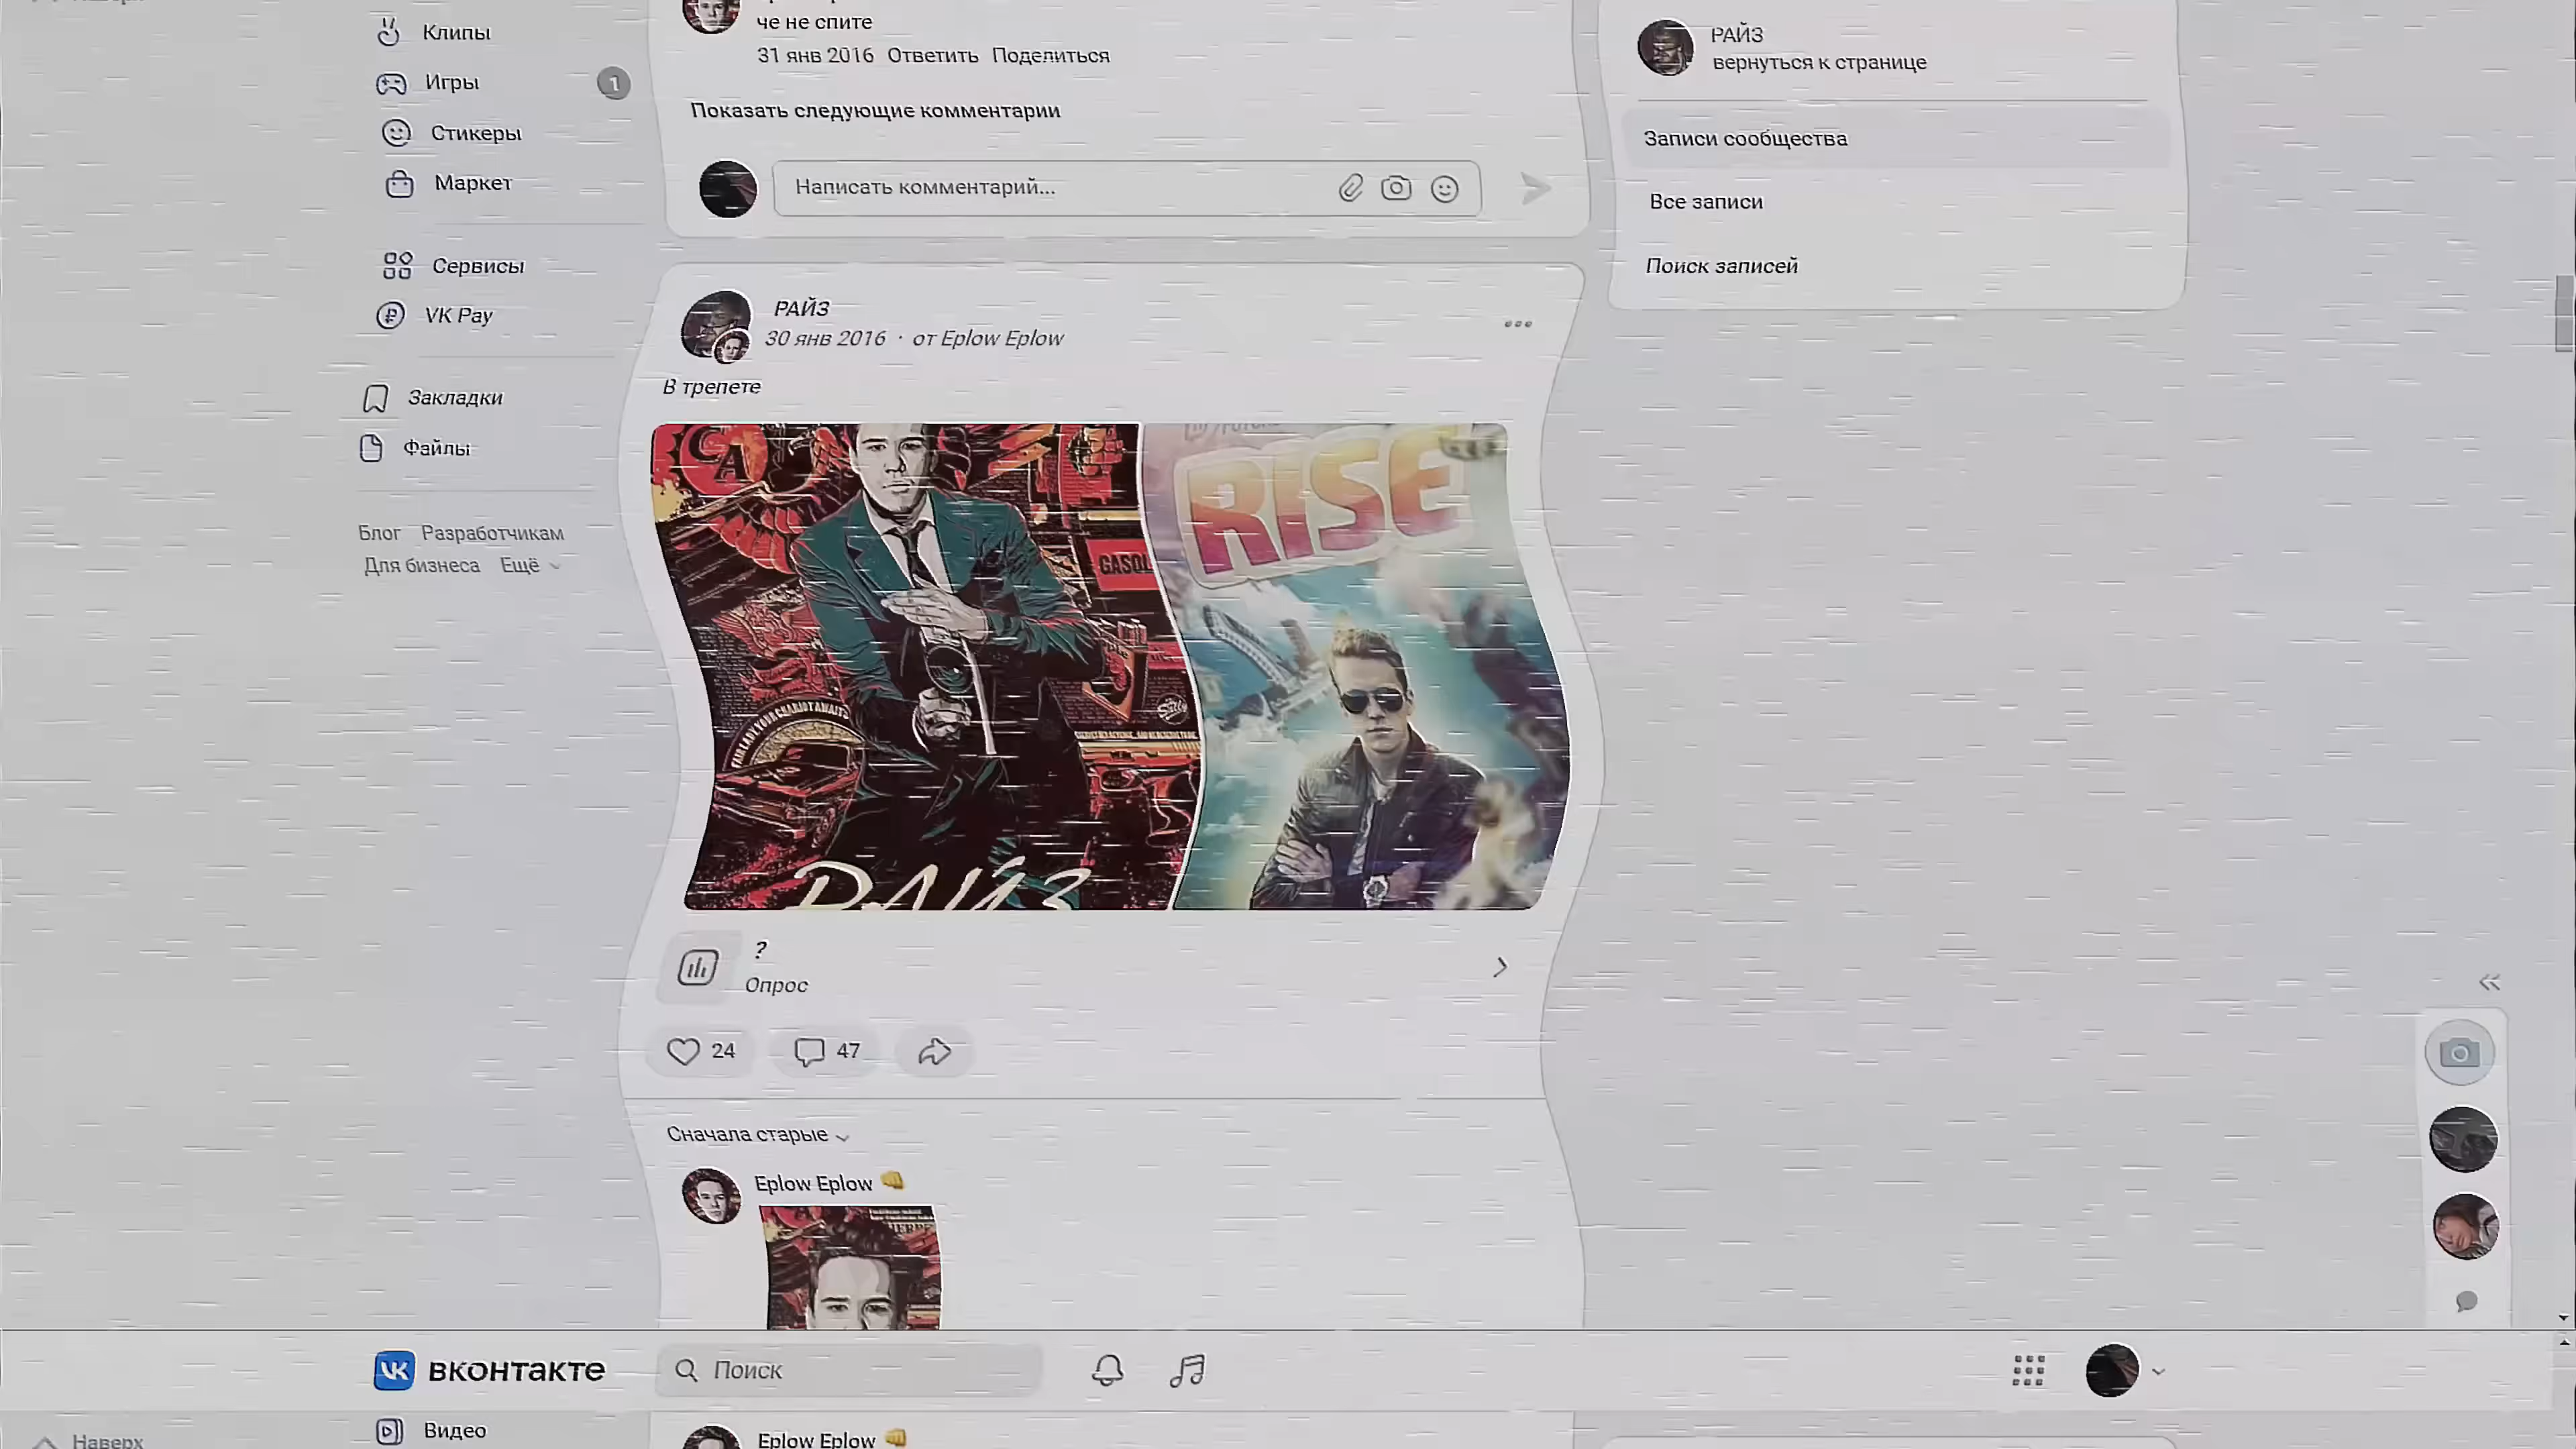 Клипы
Игры
1
Стикеры
Маркет
Сервисы
VK Pay
Закладки
Файлы
Блог Разработчикам
Для бизнеса Ещё
че не спите
31 янв 2016 Ответить Поделиться
Показать следующие комментарии
Написать комментарий...
РАЙЗ
вернуться к странице
Записи сообщества
Все записи
Поиск записей
РАЙЗ
30 янв 2016 · от Eplow Eplow
В трепете
CA
GASOL
РАЙЗ
RISE
?
Опрос
24
47
Сначала старые
Eplow Eplow
ВКОНТАКТЕ
Поиск
Видео
Наверх
Eplow Eplow